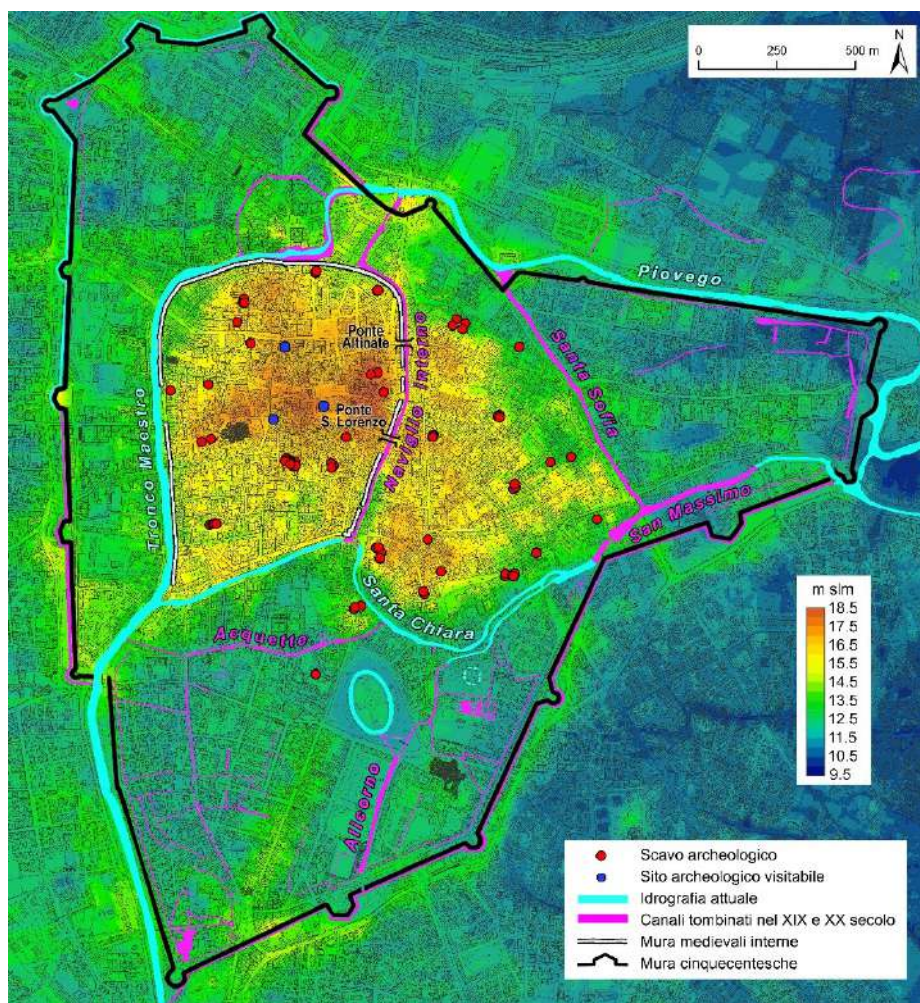 N
0 250 500 m
Piovego
Ponte
Altinate
Santa Sofia
Naviglio Interno
Tronco Maestro
Ponte
S. Lorenzo
San Massimo
Santa Chiara
Acquette
Alicorno
m slm
18.5
17.5
16.5
15.5
14.5
13.5
12.5
11.5
10.5
9.5
Scavo archeologico
Sito archeologico visitabile
Idrografia attuale
Canali tombinati nel XIX e XX secolo
Mura medievali interne
Mura cinquecentesche